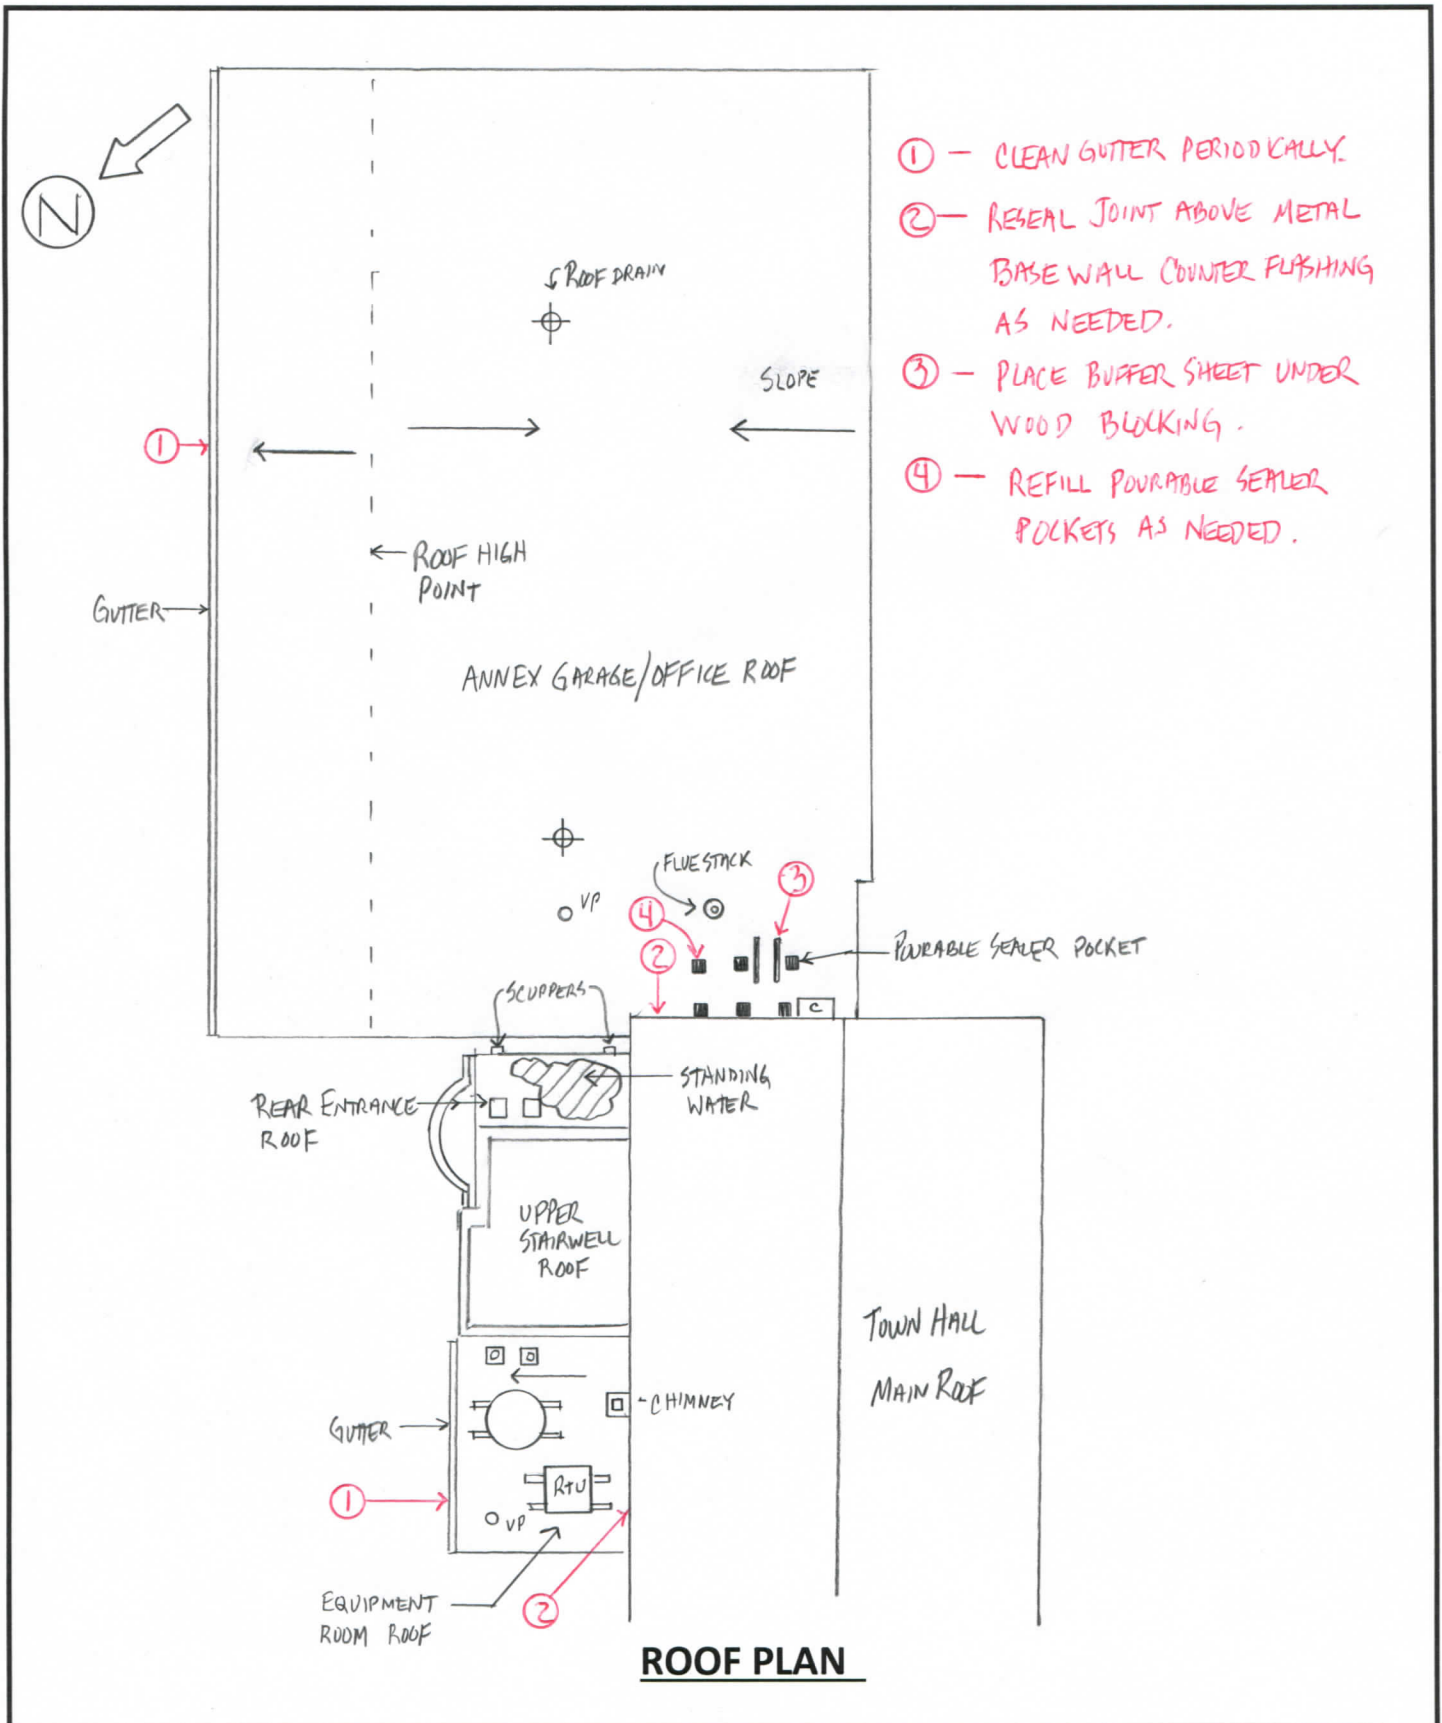 N
① — CLEAN GUTTER PERIODICALLY.
② — RESEAL JOINT ABOVE METAL
BASE WALL COUNTER FLASHING
AS NEEDED.
③ — PLACE BUFFER SHEET UNDER
WOOD BLOCKING.
④ — REFILL POURABLE SEALER
POCKETS AS NEEDED.
ROOF DRAIN
SLOPE
①
ROOF HIGH
POINT
GUTTER
ANNEX GARAGE/OFFICE ROOF
FLUE STACK
③
VP
④
②
POURABLE SEALER POCKET
SCUPPERS
C
STANDING
WATER
REAR ENTRANCE
ROOF
UPPER
STAIRWELL
ROOF
TOWN HALL
MAIN ROOF
CHIMNEY
GUTTER
RTU
①
VP
EQUIPMENT
ROOM ROOF
②
ROOF PLAN